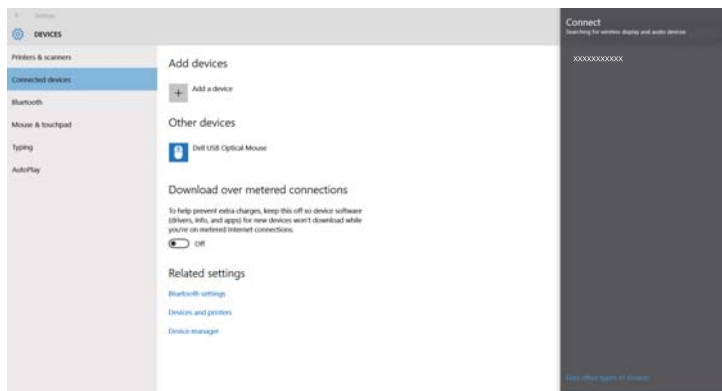 Settings
DEVICES
Printers & scanners
Connected devices
Bluetooth
Mouse & touchpad
Typing
AutoPlay
Add devices
Add a device
Other devices
Dell USB Optical Mouse
Download over metered connections
To help prevent extra charges, keep this off so device software
(drivers, info, and apps) for new devices won't download while
you're on metered Internet connections.
Off
Related settings
Bluetooth settings
Devices and printers
Device manager
Connect
Searching for wireless display and audio devices
xxxxxxxxxxx
Find other types of devices